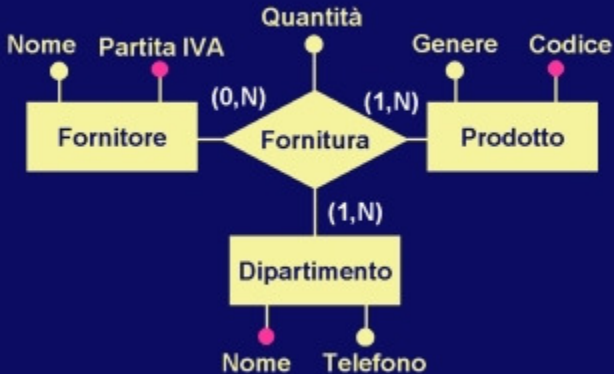 Quantità
Nome Partita IVA
Genere Codice
(0,N)
(1,N)
Fornitore
Fornitura
Prodotto
(1,N)
Dipartimento
Nome Telefono